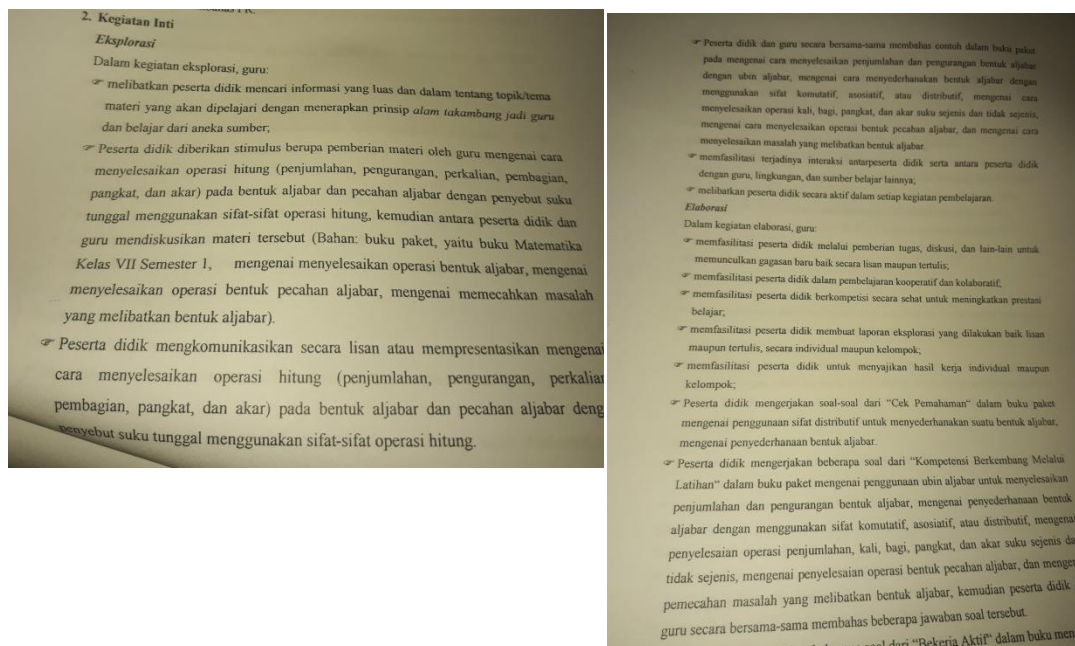 2. Kegiatan Inti
Eksplorasi
Dalam kegiatan eksplorasi, guru:
☞ melibatkan peserta didik mencari informasi yang luas dan dalam tentang topik/tema
materi yang akan dipelajari dengan menerapkan prinsip alam takambang jadi guru
dan belajar dari aneka sumber;
☞ Peserta didik diberikan stimulus berupa pemberian materi oleh guru mengenai cara
menyelesaikan operasi hitung (penjumlahan, pengurangan, perkalian, pembagian,
pangkat, dan akar) pada bentuk aljabar dan pecahan aljabar dengan penyebut suku
tunggal menggunakan sifat-sifat operasi hitung, kemudian antara peserta didik dan
guru mendiskusikan materi tersebut (Bahan: buku paket, yaitu buku Matematika
Kelas VII Semester 1, mengenai menyelesaikan operasi bentuk aljabar, mengenai
menyelesaikan operasi bentuk pecahan aljabar, mengenai memecahkan masalah
yang melibatkan bentuk aljabar).
☞ Peserta didik mengkomunikasikan secara lisan atau mempresentasikan mengenai
cara menyelesaikan operasi hitung (penjumlahan, pengurangan, perkalian
pembagian, pangkat, dan akar) pada bentuk aljabar dan pecahan aljabar deng
penyebut suku tunggal menggunakan sifat-sifat operasi hitung.
☞ Peserta didik dan guru secara bersama-sama membahas contoh dalam buku paket
pada mengenai cara menyelesaikan penjumlahan dan pengurangan bentuk aljabar
dengan ubin aljabar, mengenai cara menyederhanakan bentuk aljabar dengan
menggunakan sifat komutatif, asosiatif, atau distributif, mengenai cara
menyelesaikan operasi kali, bagi, pangkat, dan akar suku sejenis dan tidak sejenis,
mengenai cara menyelesaikan operasi bentuk pecahan aljabar, dan mengenai cara
menyelesaikan masalah yang melibatkan bentuk aljabar.
☞ memfasilitasi terjadinya interaksi antarpeserta didik serta antara peserta didik
dengan guru, lingkungan, dan sumber belajar lainnya;
☞ melibatkan peserta didik secara aktif dalam setiap kegiatan pembelajaran.
Elaborasi
Dalam kegiatan elaborasi, guru:
☞ memfasilitasi peserta didik melalui pemberian tugas, diskusi, dan lain-lain untuk
memunculkan gagasan baru baik secara lisan maupun tertulis;
☞ memfasilitasi peserta didik dalam pembelajaran kooperatif dan kolaboratif;
☞ memfasilitasi peserta didik berkompetisi secara sehat untuk meningkatkan prestasi
belajar;
☞ memfasilitasi peserta didik membuat laporan eksplorasi yang dilakukan baik lisan
maupun tertulis, secara individual maupun kelompok;
☞ memfasilitasi peserta didik untuk menyajikan hasil kerja individual maupun
kelompok;
☞ Peserta didik mengerjakan soal-soal dari "Cek Pemahaman" dalam buku paket
mengenai penggunaan sifat distributif untuk menyederhanakan suatu bentuk aljabar,
mengenai penyederhanaan bentuk aljabar.
☞ Peserta didik mengerjakan beberapa soal dari "Kompetensi Berkembang Melalui
Latihan" dalam buku paket mengenai penggunaan ubin aljabar untuk menyelesaikan
penjumlahan dan pengurangan bentuk aljabar, mengenai penyederhanaan bentuk
aljabar dengan menggunakan sifat komutatif, asosiatif, atau distributif, mengenai
penyelesaian operasi penjumlahan, kali, bagi, pangkat, dan akar suku sejenis da
tidak sejenis, mengenai penyelesaian operasi bentuk pecahan aljabar, dan mengen
pemecahan masalah yang melibatkan bentuk aljabar, kemudian peserta didik
guru secara bersama-sama membahas beberapa jawaban soal tersebut.
soal dari "Bekerja Aktif" dalam buku men